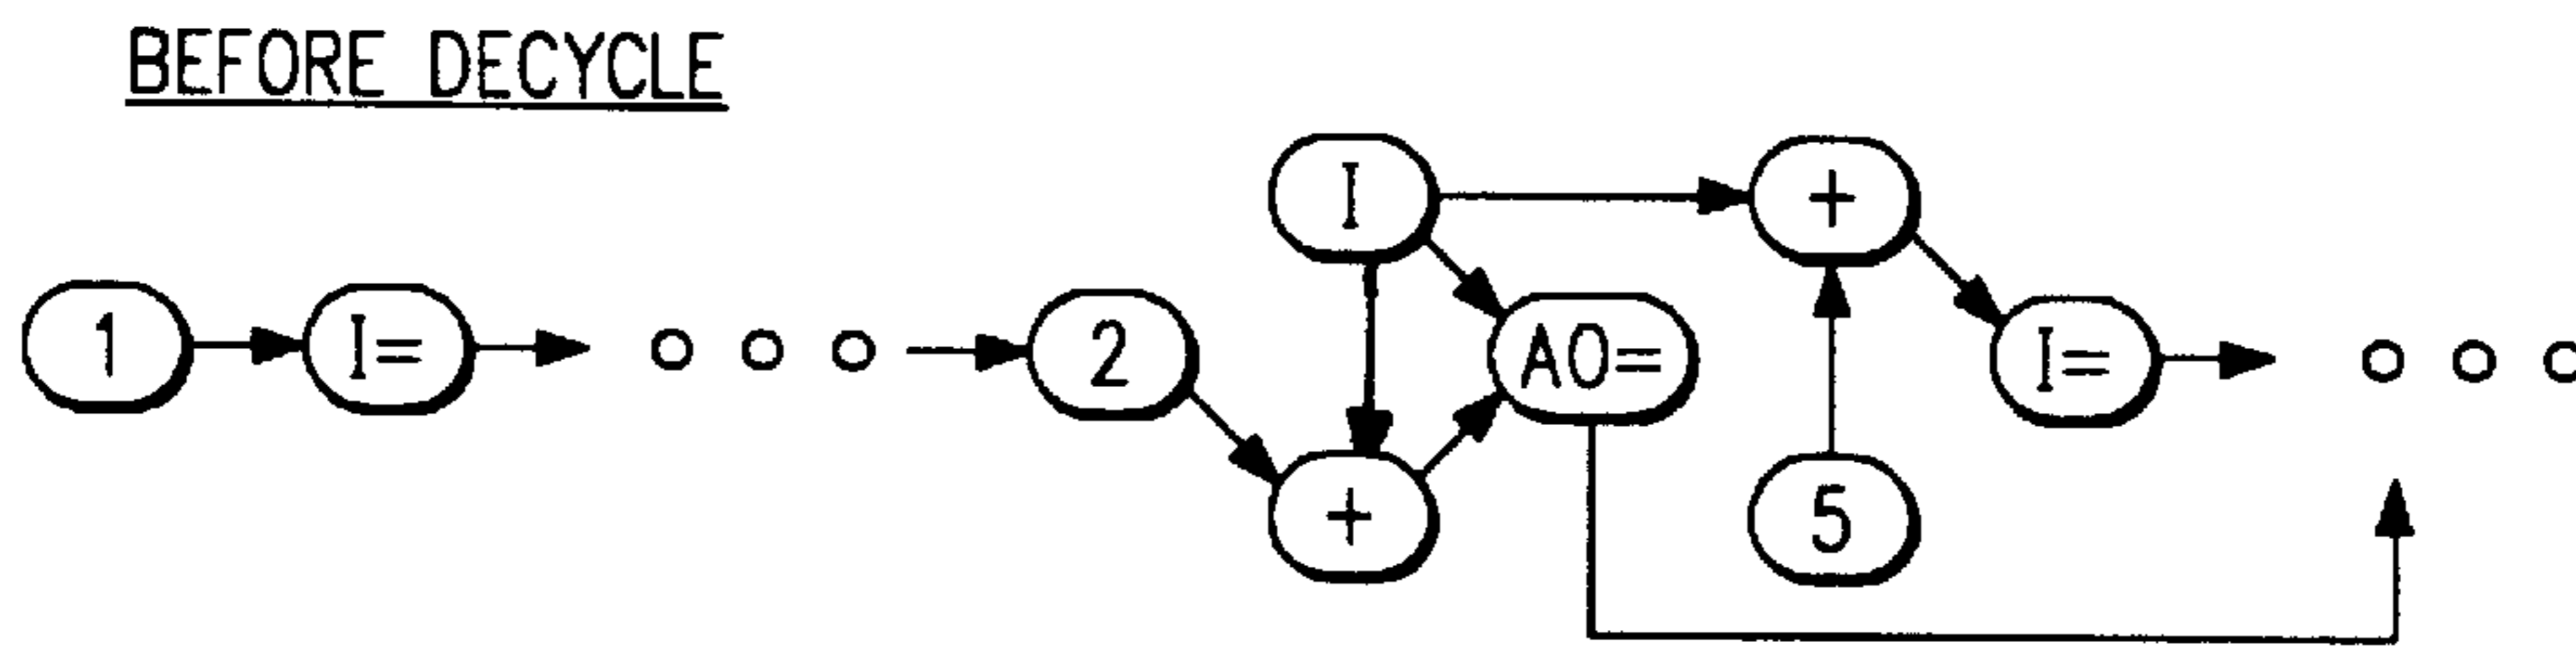 BEFORE DECYCLE
I +
1 I= 2 A0= I=
+ 5